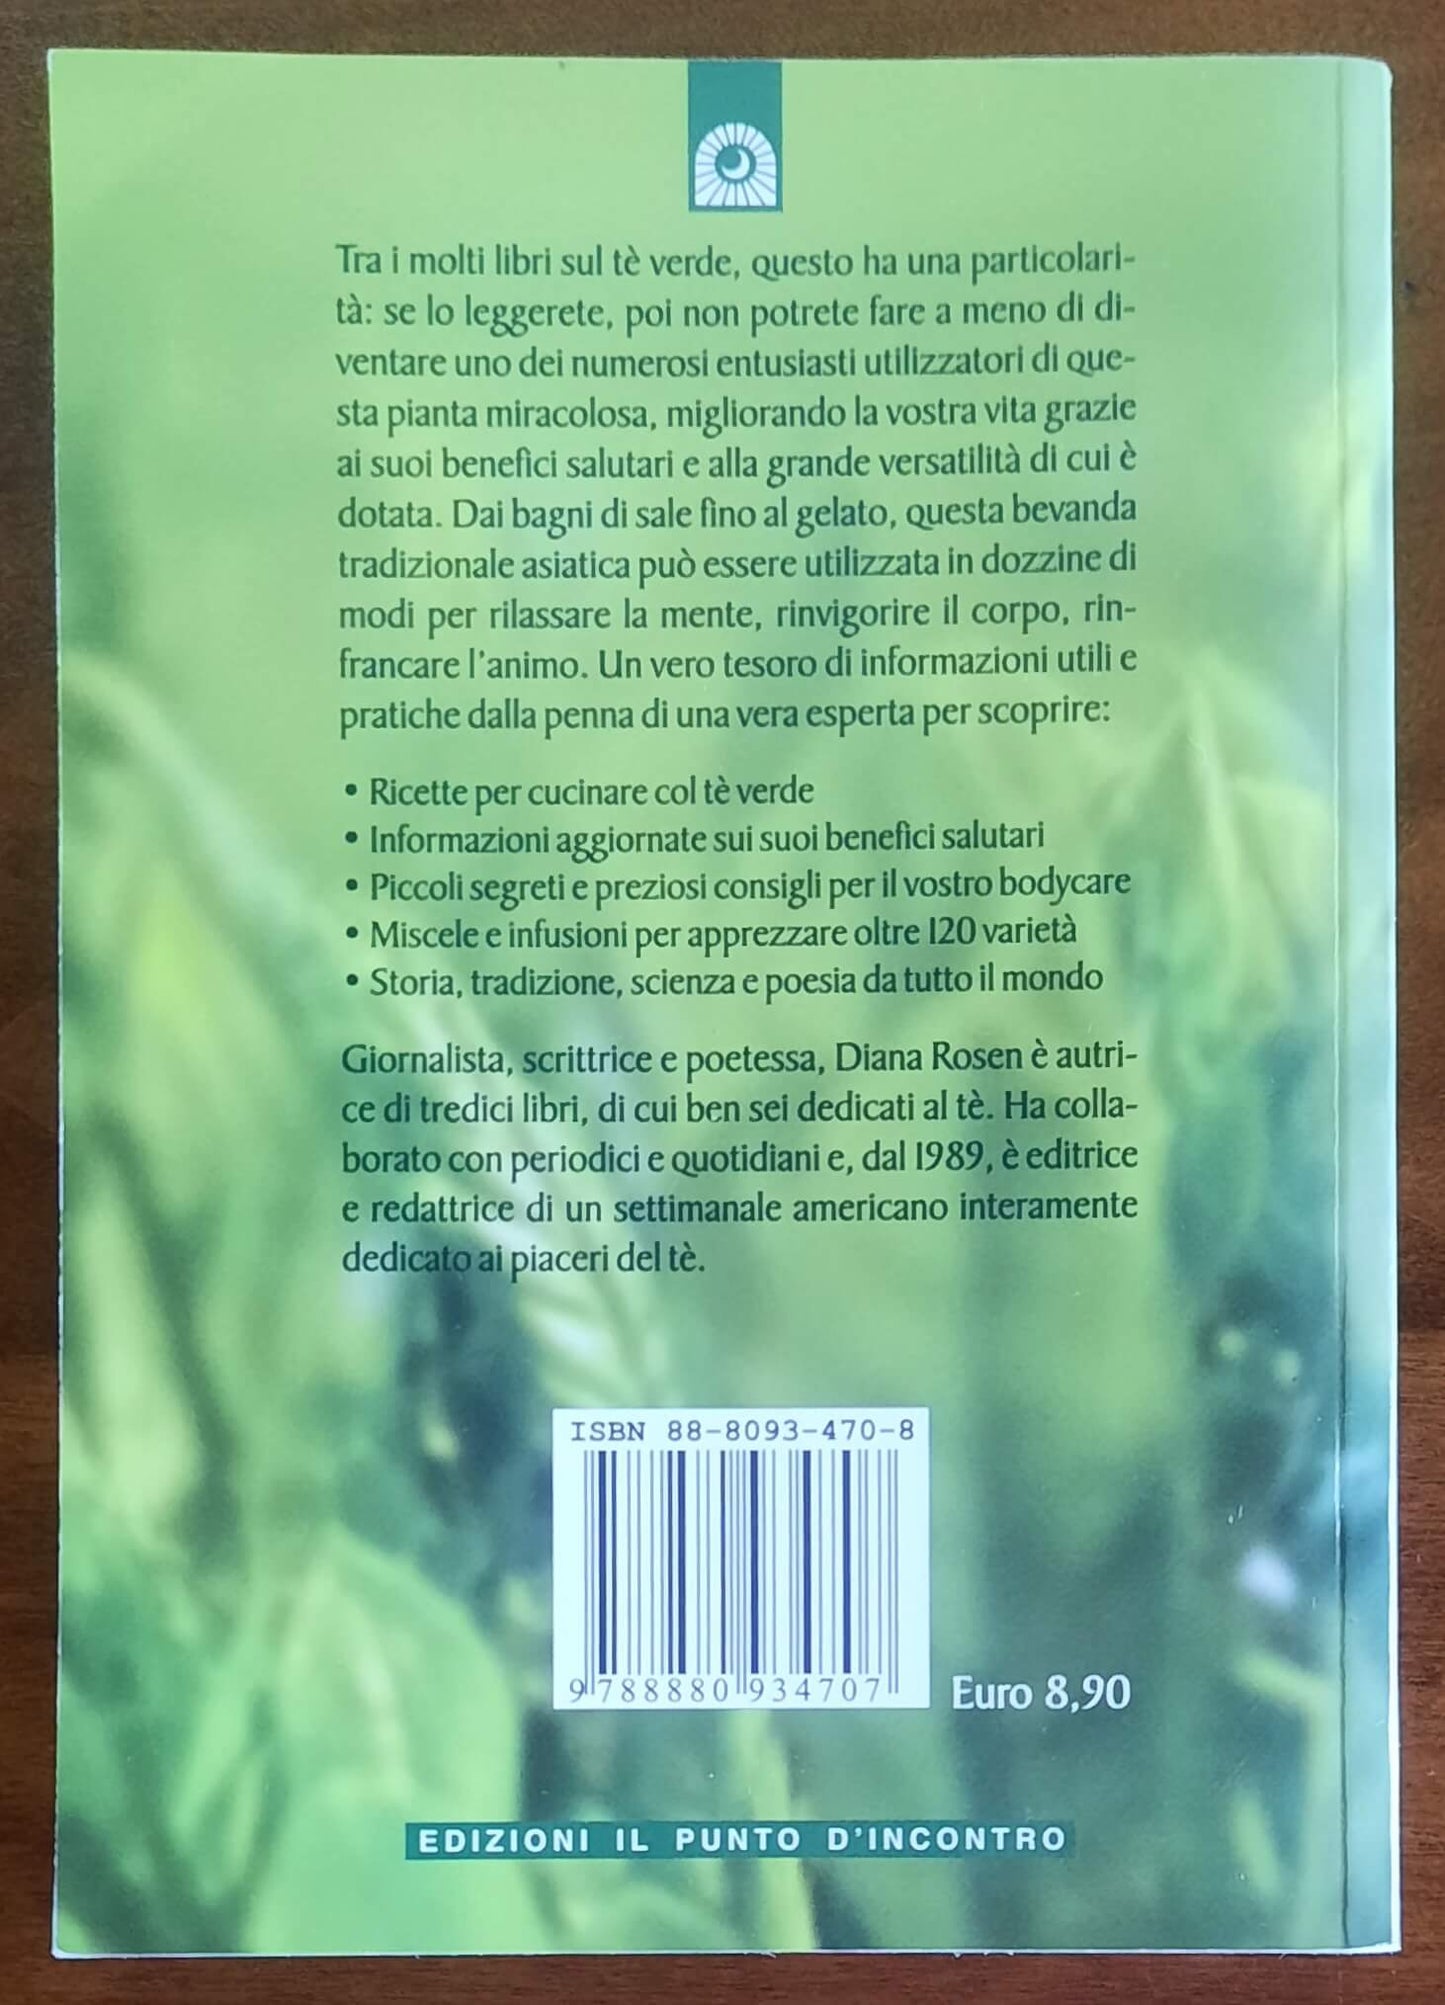 Tra i molti libri sul tè verde, questo ha una particolari-
tà: se lo leggerete, poi non potrete fare a meno di di-
ventare uno dei numerosi entusiasti utilizzatori di que-
sta pianta miracolosa, migliorando la vostra vita grazie
ai suoi benefici salutari e alla grande versatilità di cui è
dotata. Dai bagni di sale fino al gelato, questa bevanda
tradizionale asiatica può essere utilizzata in dozzine di
modi per rilassare la mente, rinvigorire il corpo, rin-
francare l'animo. Un vero tesoro di informazioni utili e
pratiche dalla penna di una vera esperta per scoprire:
• Ricette per cucinare col tè verde
• Informazioni aggiornate sui suoi benefici salutari
• Piccoli segreti e preziosi consigli per il vostro bodycare
• Miscele e infusioni per apprezzare oltre 120 varietà
• Storia, tradizione, scienza e poesia da tutto il mondo
Giornalista, scrittrice e poetessa, Diana Rosen è autri-
ce di tredici libri, di cui ben sei dedicati al tè. Ha colla-
borato con periodici e quotidiani e, dal 1989, è editrice
e redattrice di un settimanale americano interamente
dedicato ai piaceri del tè.
ISBN 88-8093-470-8
9 788880 934707
Euro 8,90
EDIZIONI IL PUNTO D'INCONTRO